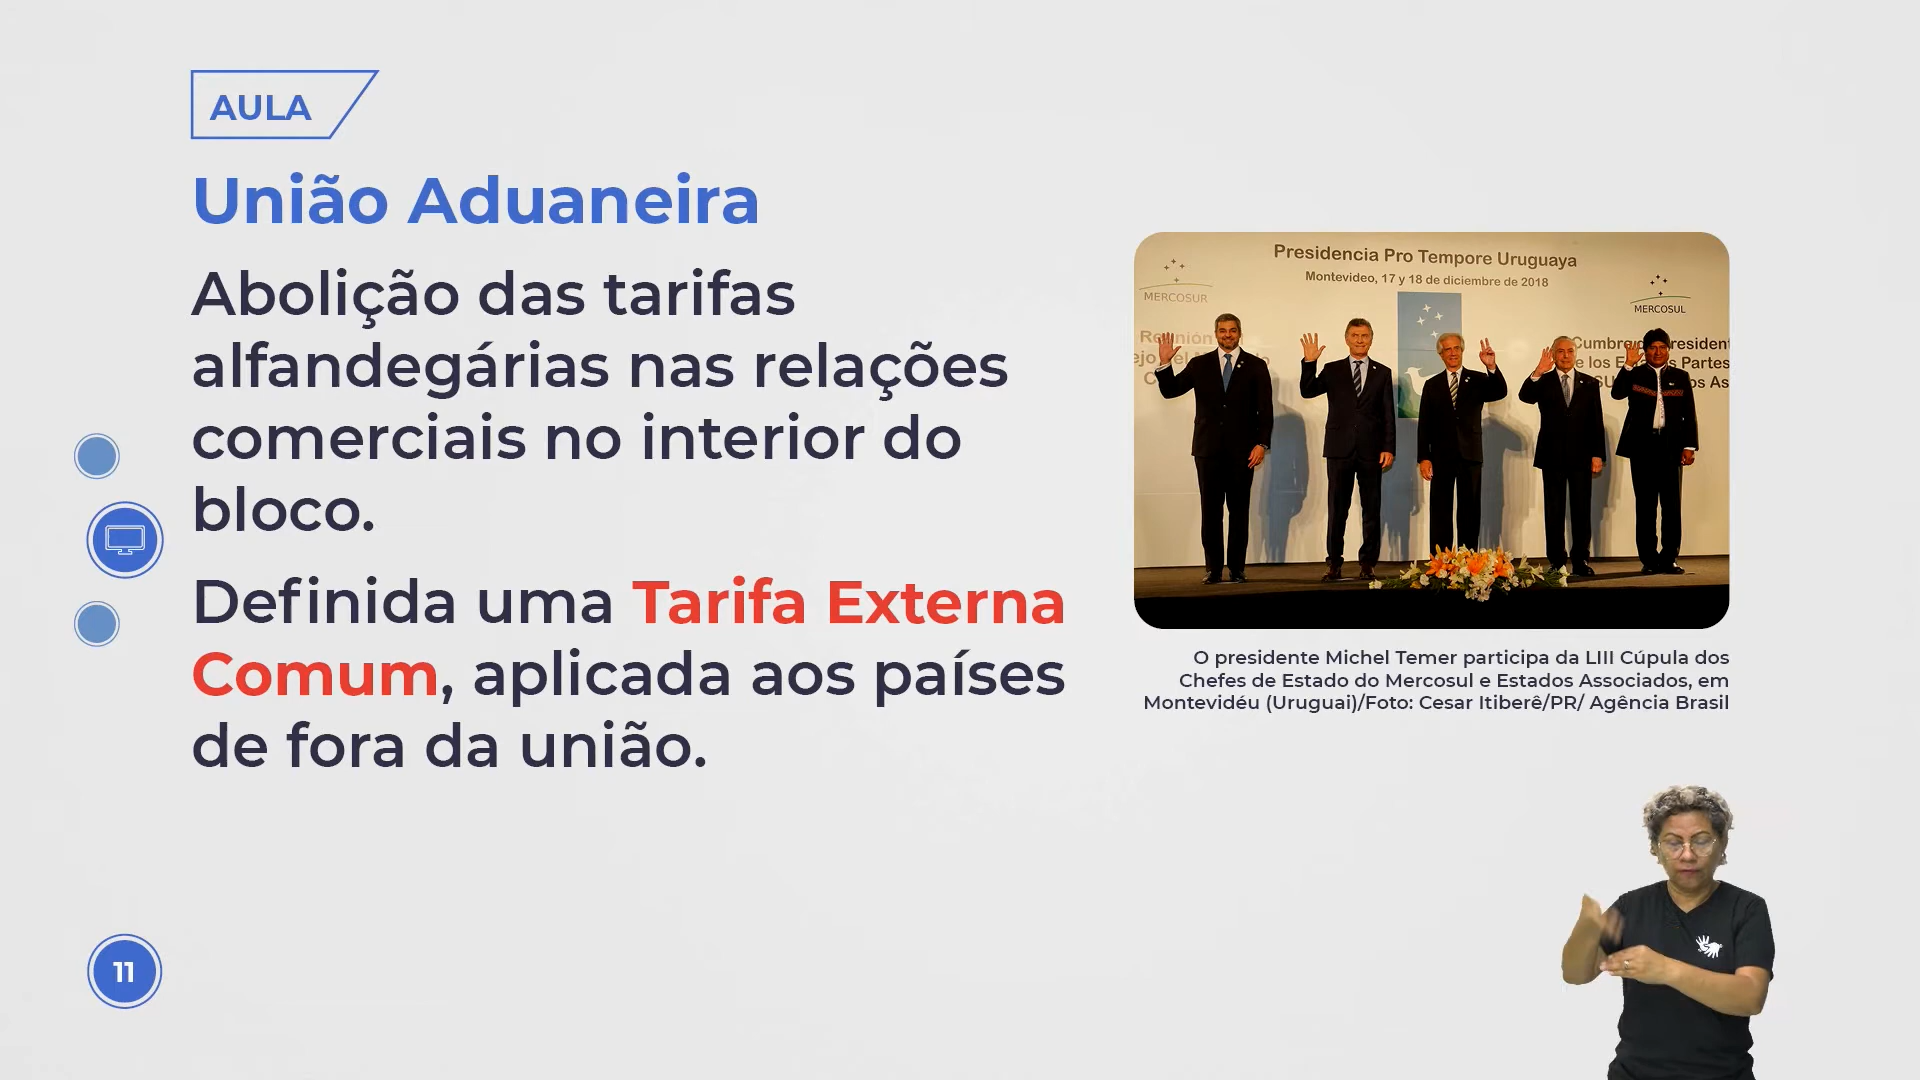 AULA
União Aduaneira
Abolição das tarifas
alfandegárias nas relações
comerciais no interior do
bloco.
Definida uma Tarifa Externa
Comum, aplicada aos países
de fora da união.
Presidencia Pro Tempore Uruguaya
Montevideo, 17 y 18 de diciembre de 2018
MERCOSUR
MERCOSUL
Reunión
Cumbre
Partes
O presidente Michel Temer participa da LIII Cúpula dos
Chefes de Estado do Mercosul e Estados Associados, em
Montevidéu (Uruguai)/Foto: Cesar Itiberê/PR/ Agência Brasil
11